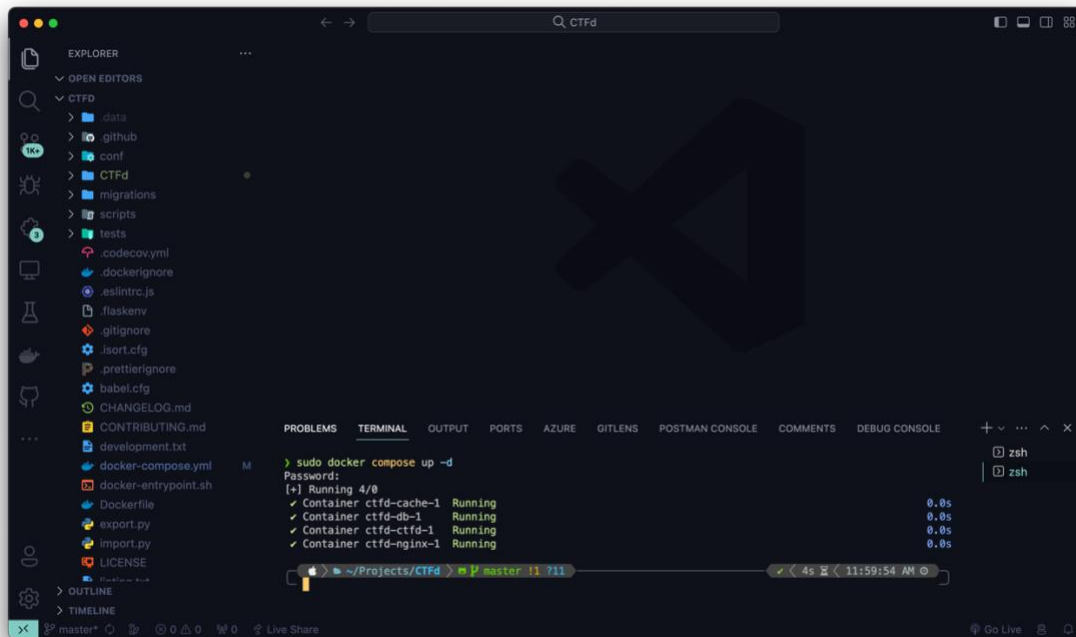 CTFd
EXPLORER
OPEN EDITORS
CTFD
.data
.github
conf
CTFd
migrations
scripts
tests
.codecov.yml
.dockerignore
.eslintrc.js
.flaskenv
.gitignore
.isort.cfg
.prettierignore
babel.cfg
CHANGELOG.md
CONTRIBUTING.md
development.txt
docker-compose.yml M
docker-entrypoint.sh
Dockerfile
export.py
import.py
LICENSE
OUTLINE
TIMELINE
1K+
3
PROBLEMS TERMINAL OUTPUT PORTS AZURE GITLENS POSTMAN CONSOLE COMMENTS DEBUG CONSOLE
❯ sudo docker compose up -d
Password:
[+] Running 4/0
✔ Container ctfd-cache-1 Running 0.0s
✔ Container ctfd-db-1 Running 0.0s
✔ Container ctfd-ctfd-1 Running 0.0s
✔ Container ctfd-nginx-1 Running 0.0s
~/Projects/CTFd master !1 ?11 ✔ 4s 11:59:54 AM
zsh
zsh
master* 0 0 0 Live Share Go Live